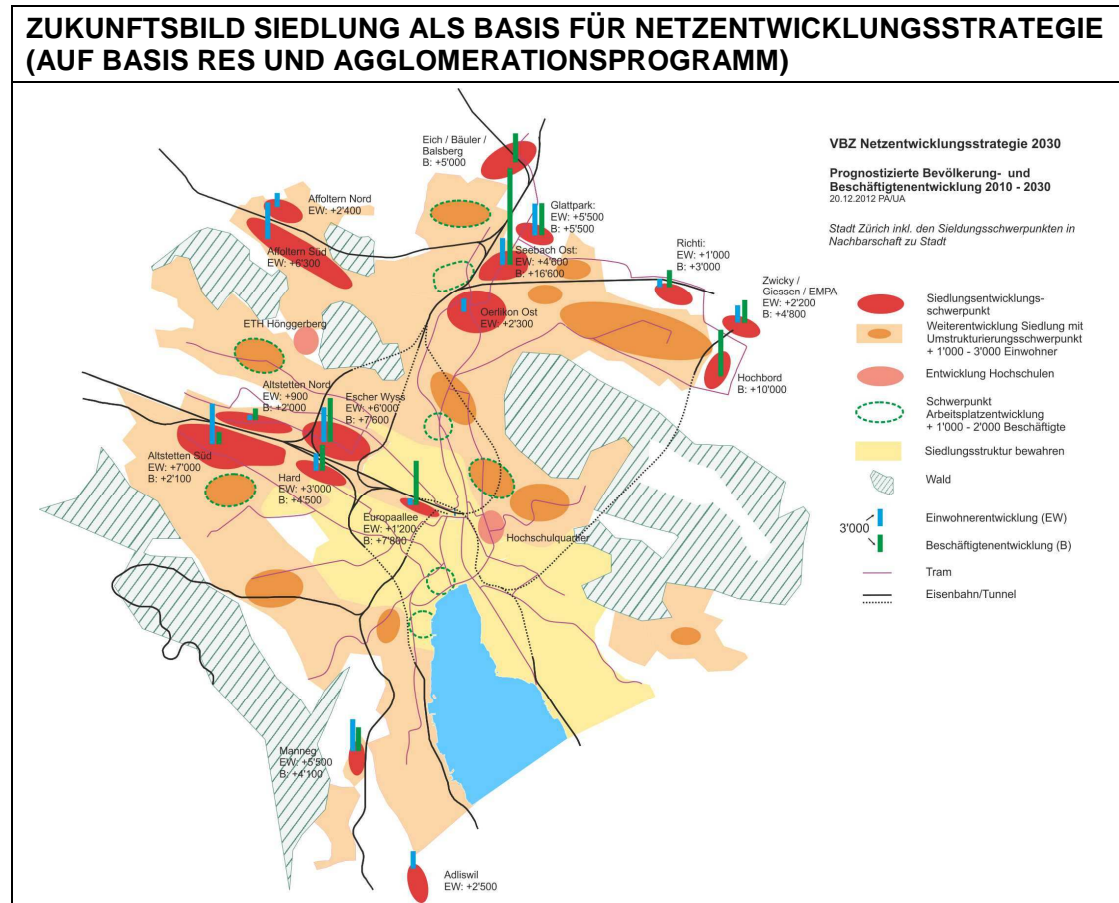 ZUKUNFTSBILD SIEDLUNG ALS BASIS FÜR NETZENTWICKLUNGSSTRATEGIE
(AUF BASIS RES UND AGGLOMERATIONSPROGRAMM)
VBZ Netzentwicklungsstrategie 2030
Prognostizierte Bevölkerung- und
Beschäftigtenentwicklung 2010 - 2030
20.12.2012 PA/UA
Stadt Zürich inkl. den Sieldungsschwerpunkten in
Nachbarschaft zu Stadt
Eich / Bäuler /
Balsberg
B: +5'000
Affoltern Nord
EW: +2'400
Affoltern Süd
EW: +6'300
Glattpark:
EW: +5'500
B: +5'500
Seebach Ost:
EW: +4'600
B: +16'600
Richti:
EW: +1'000
B: +3'000
Zwicky /
Giessen / EMPA
EW: +2'200
B: +4'800
Oerlikon Ost
EW: +2'300
ETH Hönggerberg
Hochbord
B: +10'000
Altstetten Nord
EW: +900
B: +2'000
Escher Wyss
EW: +6'000
B: +7'600
Altstetten Süd
EW: +7'000
B: +2'100
Hard
EW: +3'000
B: +4'500
Europaallee
EW: +1'200
B: +7'800
Hochschulquartier
Manneg
EW: +5'500
B: +4'100
Adliswil
EW: +2'500
Siedlungsentwicklungs-
schwerpunkt
Weiterentwicklung Siedlung mit
Umstrukturierungsschwerpunkt
+ 1'000 - 3'000 Einwohner
Entwicklung Hochschulen
Schwerpunkt
Arbeitsplatzentwicklung
+ 1'000 - 2'000 Beschäftigte
Siedlungsstruktur bewahren
Wald
3'000
Einwohnerentwicklung (EW)
Beschäftigtenentwicklung (B)
Tram
Eisenbahn/Tunnel